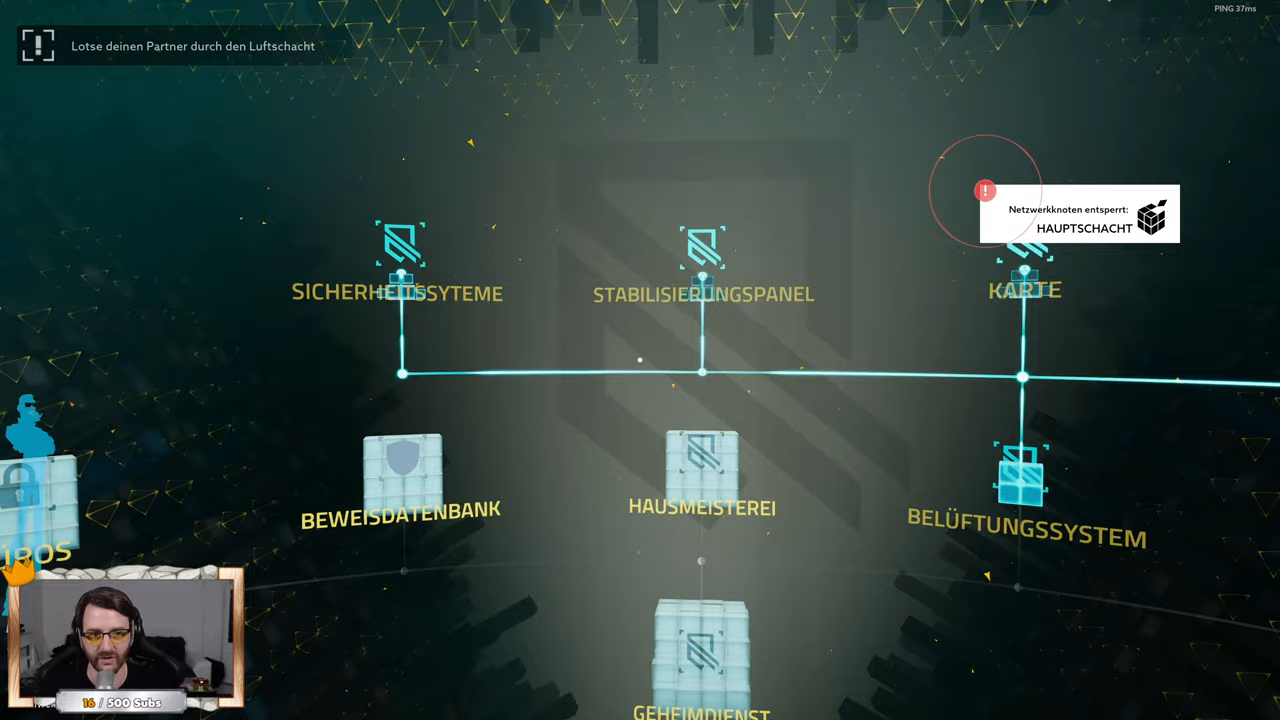 PING 37ms
Lotse deinen Partner durch den Luftschacht
Netzwerkknoten entsperrt:
HAUPTSCHACHT
SICHERHEITSSYTEME
STABILISIERUNGSPANEL
KARTE
BEWEISDATENBANK
HAUSMEISTEREI
BELÜFTUNGSSYSTEM
16 / 500 Subs
GEHEIMDIENST